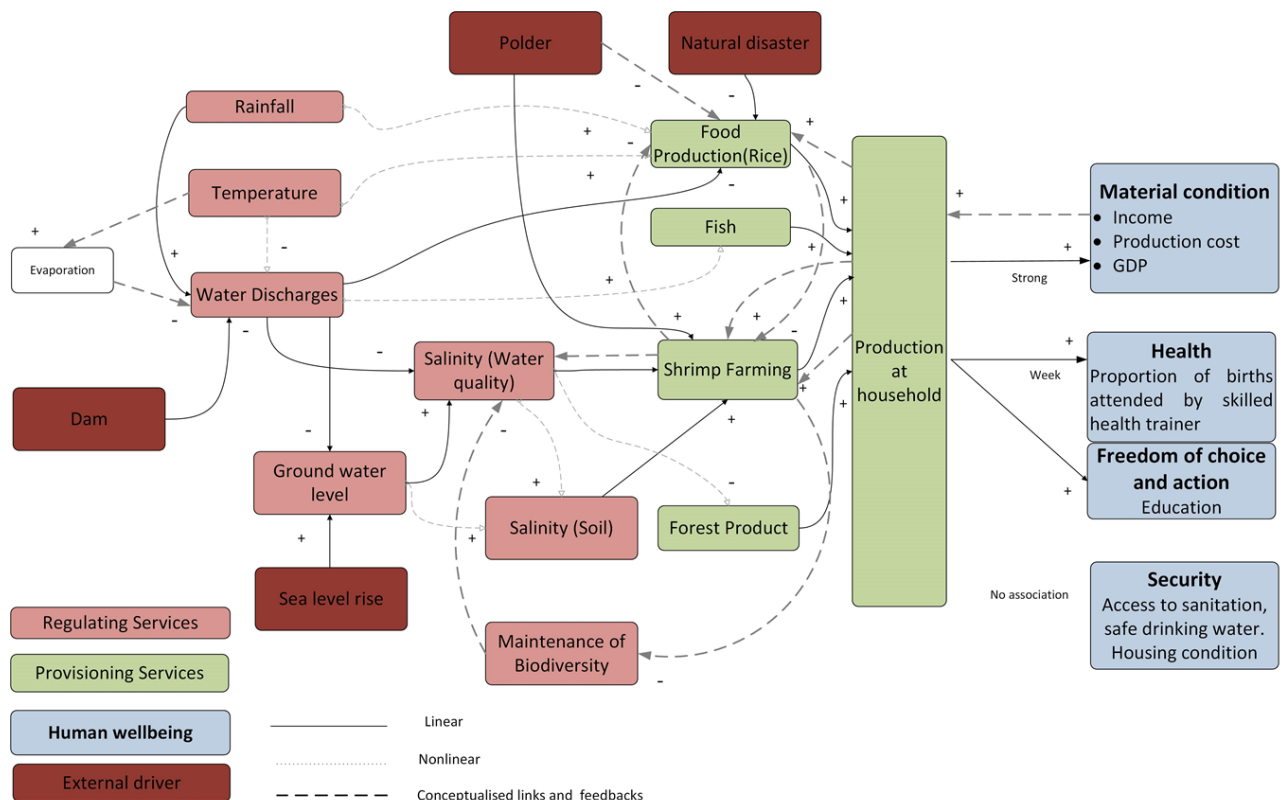 Polder
Natural disaster
-
-
Rainfall
+
+
Food
Production(Rice)
-
+
-
Temperature
+
+
+
Material condition
• Income
• Production cost
• GDP
+
Strong
Fish
+
-
+
Evaporation
+
-
Water Discharges
-
+
+
+
-
+
Production
at
household
Salinity (Water
quality)
-
Shrimp Farming
+
+
+
Week
Health
Proportion of births
attended by skilled
health trainer
Dam
+
-
+
Freedom of choice
and action
Education
+
-
Ground water
level
+
-
Salinity (Soil)
+
Forest Product
+
Sea level rise
No association
Security
Access to sanitation,
safe drinking water.
Housing condition
Maintenance of
Biodiversity
-
Regulating Services
Provisioning Services
Human wellbeing
External driver
Linear
Nonlinear
Conceptualised links and feedbacks